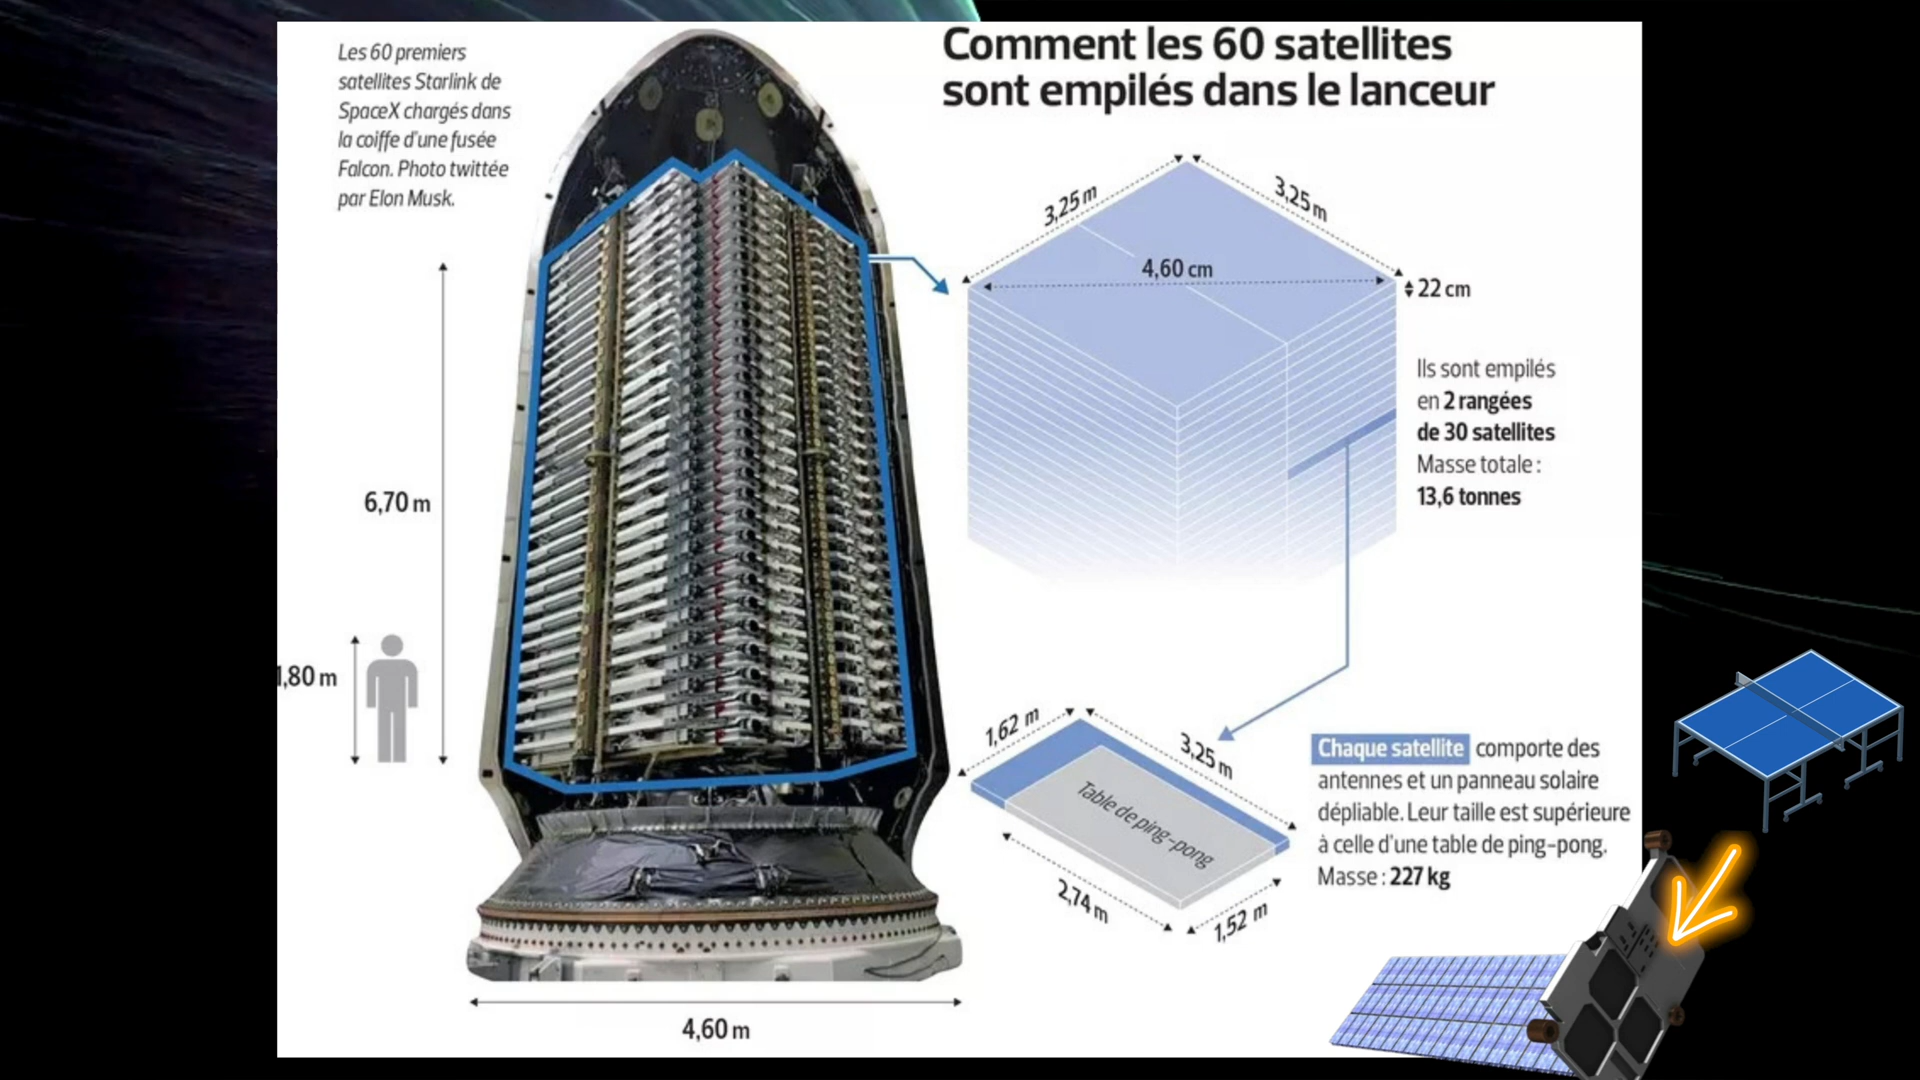 Les 60 premiers
satellites Starlink de
SpaceX chargés dans
la coiffe d'une fusée
Falcon. Photo twittée
par Elon Musk.
Comment les 60 satellites
sont empilés dans le lanceur
3,25 m
3,25 m
4,60 cm
22 cm
Ils sont empilés
en 2 rangées
de 30 satellites
Masse totale :
13,6 tonnes
6,70 m
1,80 m
4,60 m
1,62 m
3,25 m
Table de ping-pong
2,74 m
1,52 m
Chaque satellite comporte des
antennes et un panneau solaire
dépliable. Leur taille est supérieure
à celle d'une table de ping-pong.
Masse : 227 kg